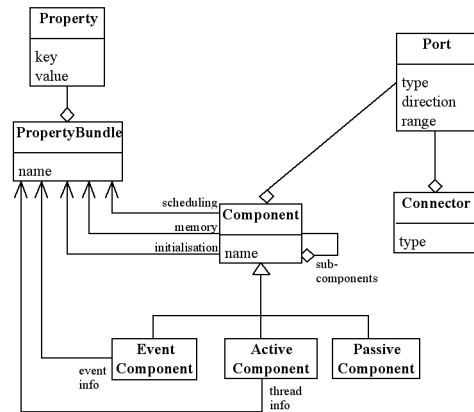 Property
key
value
Port
type
direction
range
PropertyBundle
name
scheduling
memory
initialisation
Component
name
sub-
components
Connector
type
Event
Component
Active
Component
Passive
Component
event
info
thread
info